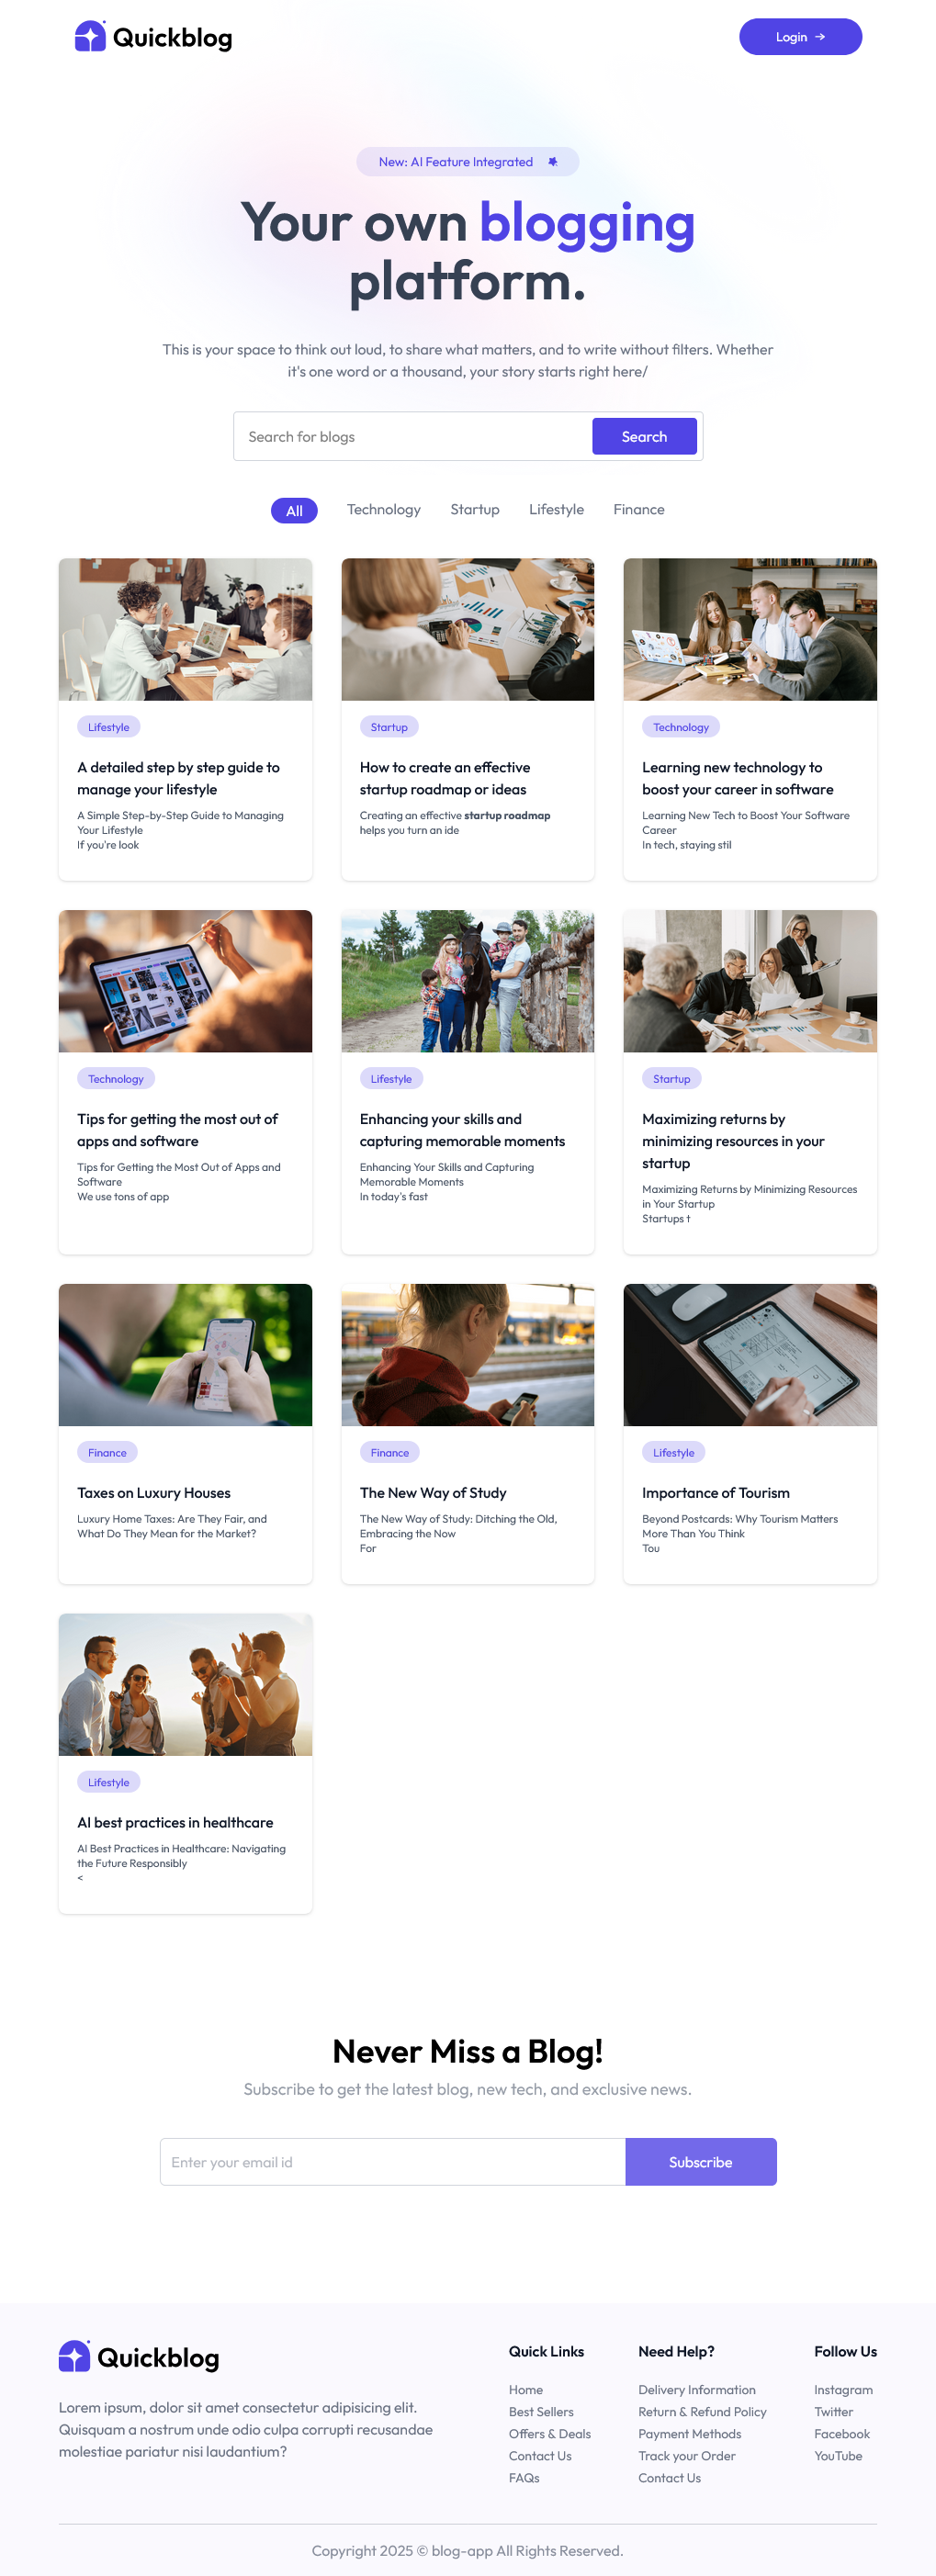 Quickblog
Login →
New: AI Feature Integrated
Your own blogging
platform.
This is your space to think out loud, to share what matters, and to write without filters. Whether
it's one word or a thousand, your story starts right here/
Search for blogs
Search
All
Technology
Startup
Lifestyle
Finance
Lifestyle
A detailed step by step guide to
manage your lifestyle
A Simple Step-by-Step Guide to Managing
Your Lifestyle
If you're look
Startup
How to create an effective
startup roadmap or ideas
Creating an effective startup roadmap
helps you turn an ide
Technology
Learning new technology to
boost your career in software
Learning New Tech to Boost Your Software
Career
In tech, staying stil
Technology
Tips for getting the most out of
apps and software
Tips for Getting the Most Out of Apps and
Software
We use tons of app
Lifestyle
Enhancing your skills and
capturing memorable moments
Enhancing Your Skills and Capturing
Memorable Moments
In today's fast
Startup
Maximizing returns by
minimizing resources in your
startup
Maximizing Returns by Minimizing Resources
in Your Startup
Startups t
Finance
Taxes on Luxury Houses
Luxury Home Taxes: Are They Fair, and
What Do They Mean for the Market?
Finance
The New Way of Study
The New Way of Study: Ditching the Old,
Embracing the Now
For
Lifestyle
Importance of Tourism
Beyond Postcards: Why Tourism Matters
More Than You Think
Tou
Lifestyle
AI best practices in healthcare
AI Best Practices in Healthcare: Navigating
the Future Responsibly
<
Never Miss a Blog!
Subscribe to get the latest blog, new tech, and exclusive news.
Enter your email id
Subscribe
Quickblog
Lorem ipsum, dolor sit amet consectetur adipisicing elit.
Quisquam a nostrum unde odio culpa corrupti recusandae
molestiae pariatur nisi laudantium?
Quick Links
Home
Best Sellers
Offers & Deals
Contact Us
FAQs
Need Help?
Delivery Information
Return & Refund Policy
Payment Methods
Track your Order
Contact Us
Follow Us
Instagram
Twitter
Facebook
YouTube
Copyright 2025 © blog-app All Rights Reserved.